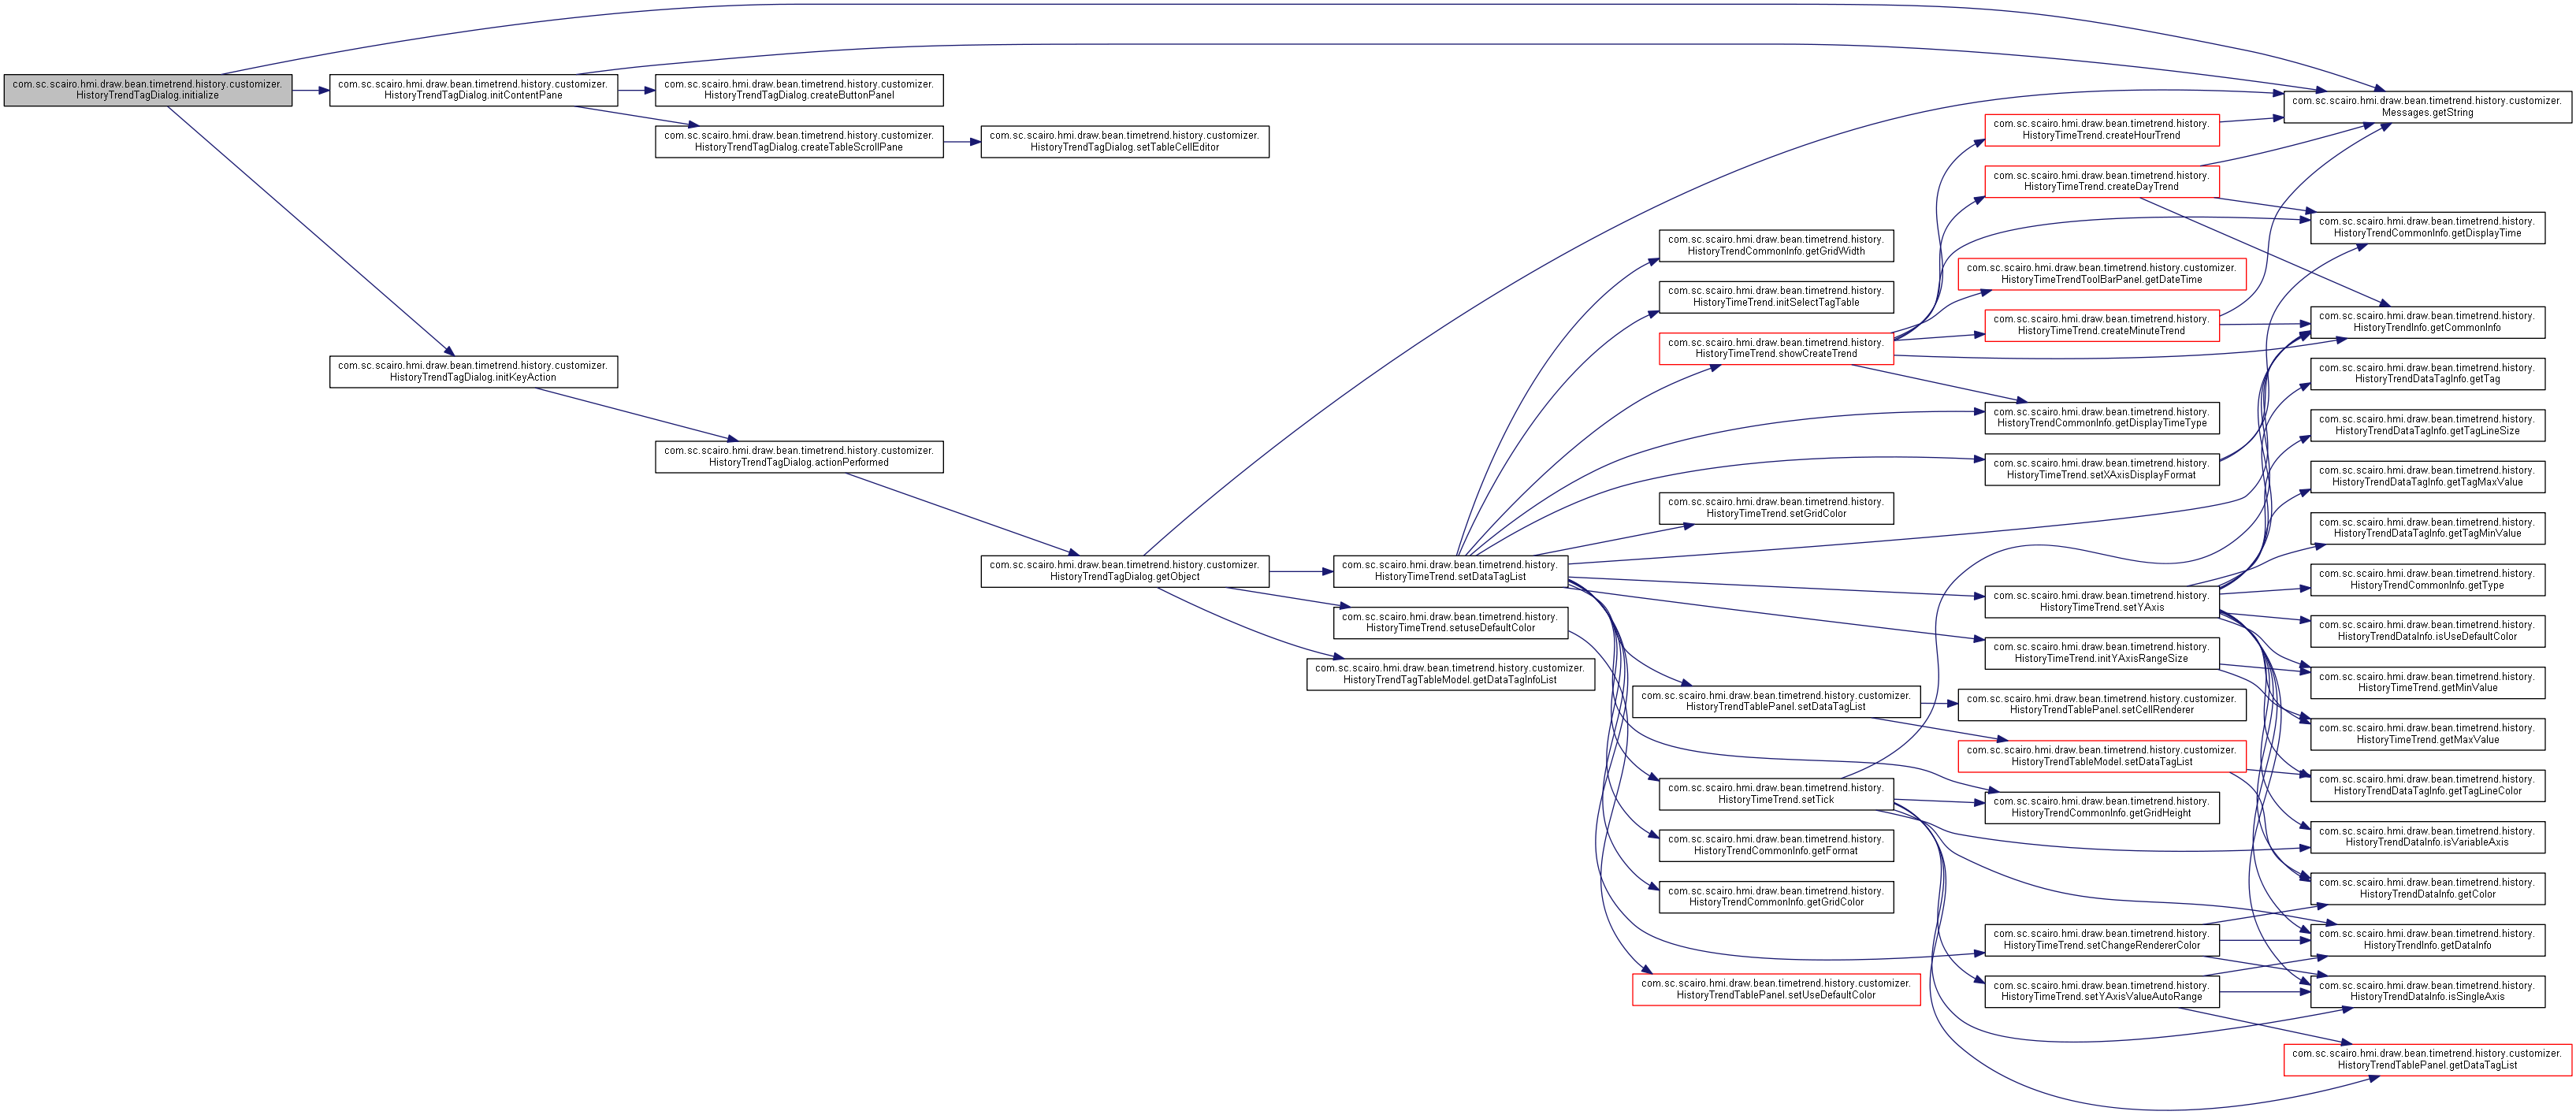 com.sc.scairo.hmi.draw.bean.timetrend.history.customizer.
HistoryTrendTagDialog.initialize
com.sc.scairo.hmi.draw.bean.timetrend.history.customizer.
HistoryTrendTagDialog.initContentPane
com.sc.scairo.hmi.draw.bean.timetrend.history.customizer.
HistoryTrendTagDialog.initKeyAction
com.sc.scairo.hmi.draw.bean.timetrend.history.customizer.
HistoryTrendTagDialog.createButtonPanel
com.sc.scairo.hmi.draw.bean.timetrend.history.customizer.
HistoryTrendTagDialog.createTableScrollPane
com.sc.scairo.hmi.draw.bean.timetrend.history.customizer.
HistoryTrendTagDialog.actionPerformed
com.sc.scairo.hmi.draw.bean.timetrend.history.customizer.
HistoryTrendTagDialog.setTableCellEditor
com.sc.scairo.hmi.draw.bean.timetrend.history.customizer.
HistoryTrendTagDialog.getObject
com.sc.scairo.hmi.draw.bean.timetrend.history.
HistoryTimeTrend.setDataTagList
com.sc.scairo.hmi.draw.bean.timetrend.history.
HistoryTimeTrend.setuseDefaultColor
com.sc.scairo.hmi.draw.bean.timetrend.history.customizer.
HistoryTrendTagTableModel.getDataTagInfoList
com.sc.scairo.hmi.draw.bean.timetrend.history.
HistoryTrendCommonInfo.getGridWidth
com.sc.scairo.hmi.draw.bean.timetrend.history.
HistoryTimeTrend.initSelectTagTable
com.sc.scairo.hmi.draw.bean.timetrend.history.
HistoryTimeTrend.showCreateTrend
com.sc.scairo.hmi.draw.bean.timetrend.history.
HistoryTimeTrend.setGridColor
com.sc.scairo.hmi.draw.bean.timetrend.history.customizer.
HistoryTrendTablePanel.setDataTagList
com.sc.scairo.hmi.draw.bean.timetrend.history.
HistoryTimeTrend.setTick
com.sc.scairo.hmi.draw.bean.timetrend.history.
HistoryTrendCommonInfo.getFormat
com.sc.scairo.hmi.draw.bean.timetrend.history.
HistoryTrendCommonInfo.getGridColor
com.sc.scairo.hmi.draw.bean.timetrend.history.customizer.
HistoryTrendTablePanel.setUseDefaultColor
com.sc.scairo.hmi.draw.bean.timetrend.history.
HistoryTimeTrend.createHourTrend
com.sc.scairo.hmi.draw.bean.timetrend.history.
HistoryTimeTrend.createDayTrend
com.sc.scairo.hmi.draw.bean.timetrend.history.customizer.
HistoryTimeTrendToolBarPanel.getDateTime
com.sc.scairo.hmi.draw.bean.timetrend.history.
HistoryTimeTrend.createMinuteTrend
com.sc.scairo.hmi.draw.bean.timetrend.history.
HistoryTrendCommonInfo.getDisplayTimeType
com.sc.scairo.hmi.draw.bean.timetrend.history.
HistoryTimeTrend.setXAxisDisplayFormat
com.sc.scairo.hmi.draw.bean.timetrend.history.
HistoryTimeTrend.setYAxis
com.sc.scairo.hmi.draw.bean.timetrend.history.
HistoryTimeTrend.initYAxisRangeSize
com.sc.scairo.hmi.draw.bean.timetrend.history.customizer.
HistoryTrendTablePanel.setCellRenderer
com.sc.scairo.hmi.draw.bean.timetrend.history.customizer.
HistoryTrendTableModel.setDataTagList
com.sc.scairo.hmi.draw.bean.timetrend.history.
HistoryTrendCommonInfo.getGridHeight
com.sc.scairo.hmi.draw.bean.timetrend.history.
HistoryTimeTrend.setChangeRendererColor
com.sc.scairo.hmi.draw.bean.timetrend.history.
HistoryTimeTrend.setYAxisValueAutoRange
com.sc.scairo.hmi.draw.bean.timetrend.history.customizer.
Messages.getString
com.sc.scairo.hmi.draw.bean.timetrend.history.
HistoryTrendCommonInfo.getDisplayTime
com.sc.scairo.hmi.draw.bean.timetrend.history.
HistoryTrendInfo.getCommonInfo
com.sc.scairo.hmi.draw.bean.timetrend.history.
HistoryTrendDataTagInfo.getTag
com.sc.scairo.hmi.draw.bean.timetrend.history.
HistoryTrendDataTagInfo.getTagLineSize
com.sc.scairo.hmi.draw.bean.timetrend.history.
HistoryTrendDataTagInfo.getTagMaxValue
com.sc.scairo.hmi.draw.bean.timetrend.history.
HistoryTrendDataTagInfo.getTagMinValue
com.sc.scairo.hmi.draw.bean.timetrend.history.
HistoryTrendCommonInfo.getType
com.sc.scairo.hmi.draw.bean.timetrend.history.
HistoryTrendDataInfo.isUseDefaultColor
com.sc.scairo.hmi.draw.bean.timetrend.history.
HistoryTimeTrend.getMinValue
com.sc.scairo.hmi.draw.bean.timetrend.history.
HistoryTimeTrend.getMaxValue
com.sc.scairo.hmi.draw.bean.timetrend.history.
HistoryTrendDataTagInfo.getTagLineColor
com.sc.scairo.hmi.draw.bean.timetrend.history.
HistoryTrendDataInfo.isVariableAxis
com.sc.scairo.hmi.draw.bean.timetrend.history.
HistoryTrendDataInfo.getColor
com.sc.scairo.hmi.draw.bean.timetrend.history.
HistoryTrendInfo.getDataInfo
com.sc.scairo.hmi.draw.bean.timetrend.history.
HistoryTrendDataInfo.isSingleAxis
com.sc.scairo.hmi.draw.bean.timetrend.history.customizer.
HistoryTrendTablePanel.getDataTagList